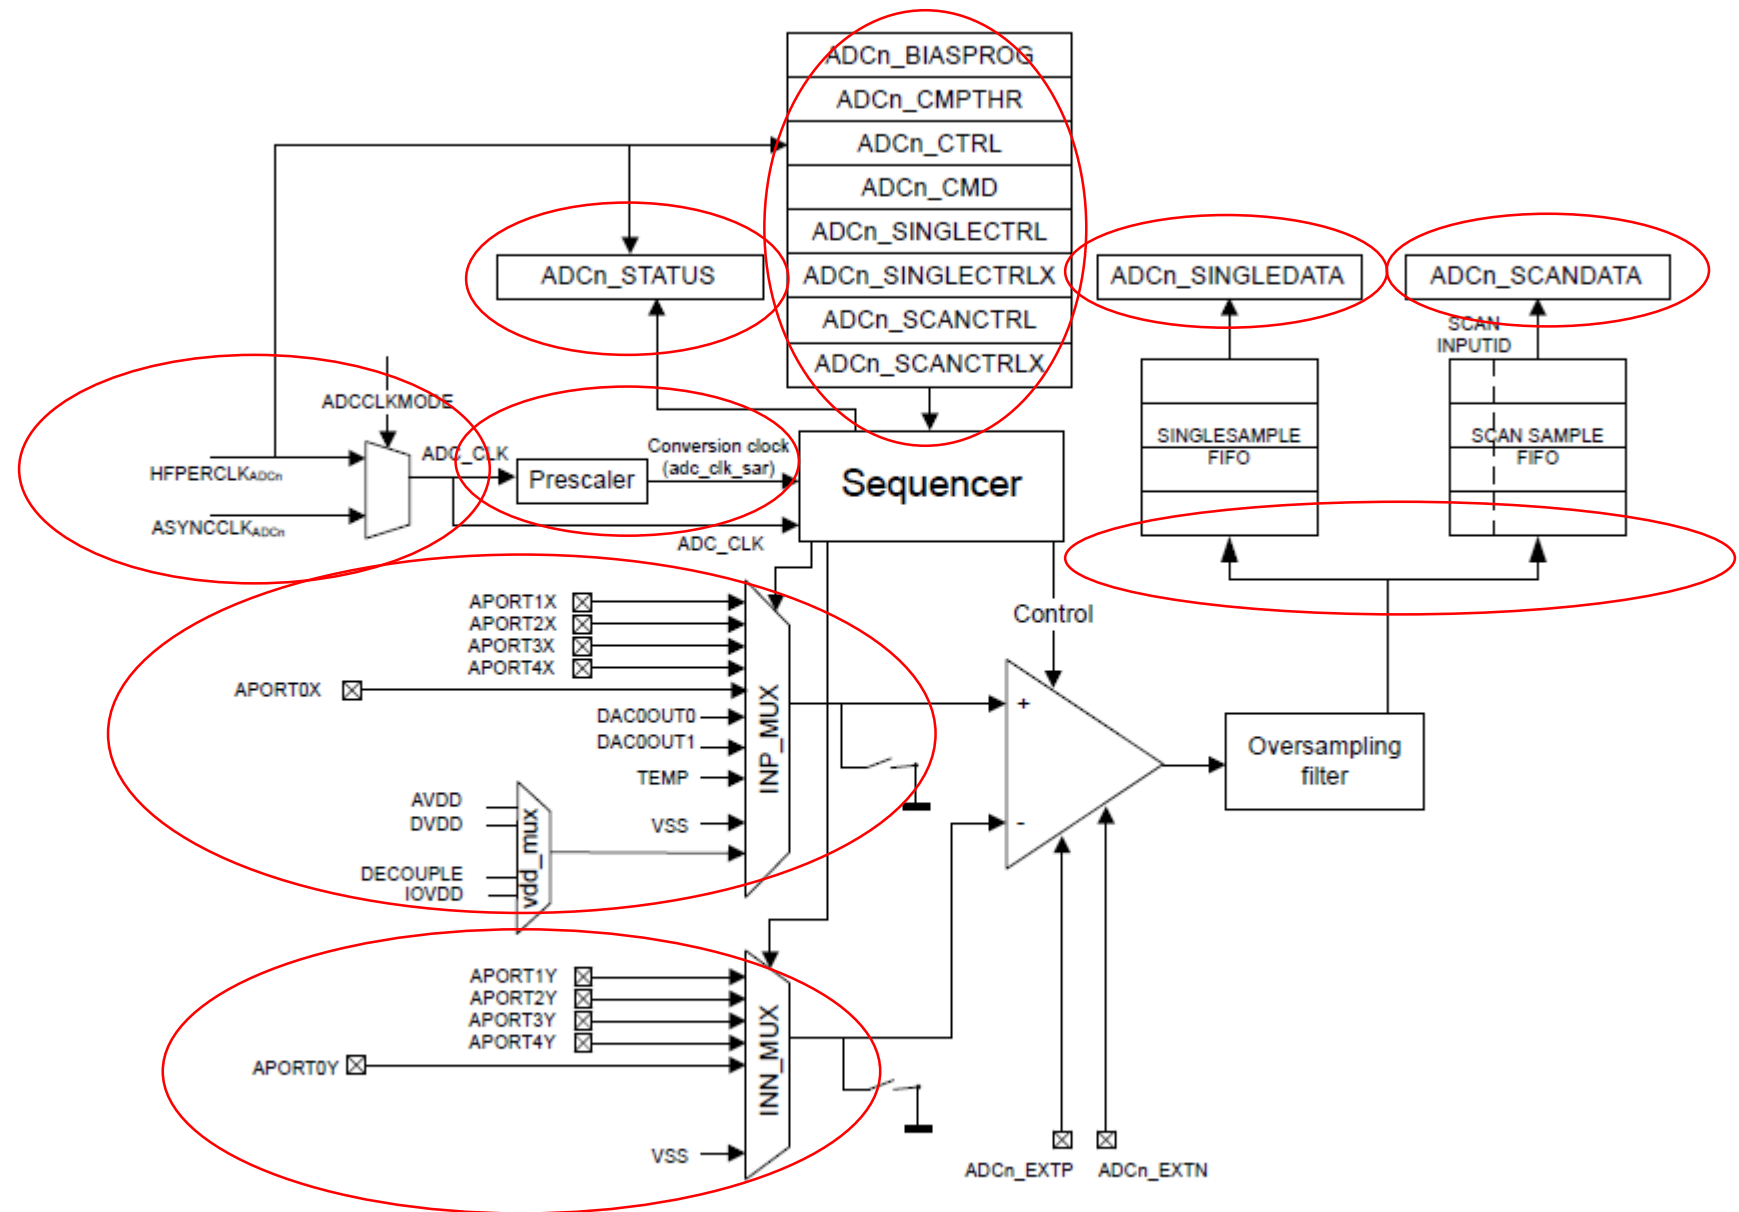 ADCn_BIASPROG
ADCn_CMPTHR
ADCn_CTRL
ADCn_CMD
ADCn_SINGLECTRL
ADCn_SINGLECTRLX
ADCn_SCANCTRL
ADCn_SCANCTRLX
ADCn_STATUS
ADCn_SINGLEDATA
ADCn_SCANDATA
SCAN
INPUTID
SINGLESAMPLE
FIFO
SCAN SAMPLE
FIFO
ADCCLKMODE
HFPERCLKADCn
ASYNCCLKADCn
ADC_CLK
Prescaler
Conversion clock
(adc_clk_sar)
ADC_CLK
Sequencer
Control
APORT1X
APORT2X
APORT3X
APORT4X
APORT0X
DAC0OUT0
DAC0OUT1
TEMP
AVDD
DVDD
VSS
DECOUPLE
IOVDD
vdd_mux
INP_MUX
+
-
Oversampling
filter
APORT1Y
APORT2Y
APORT3Y
APORT4Y
APORT0Y
VSS
INN_MUX
ADCn_EXTP
ADCn_EXTN